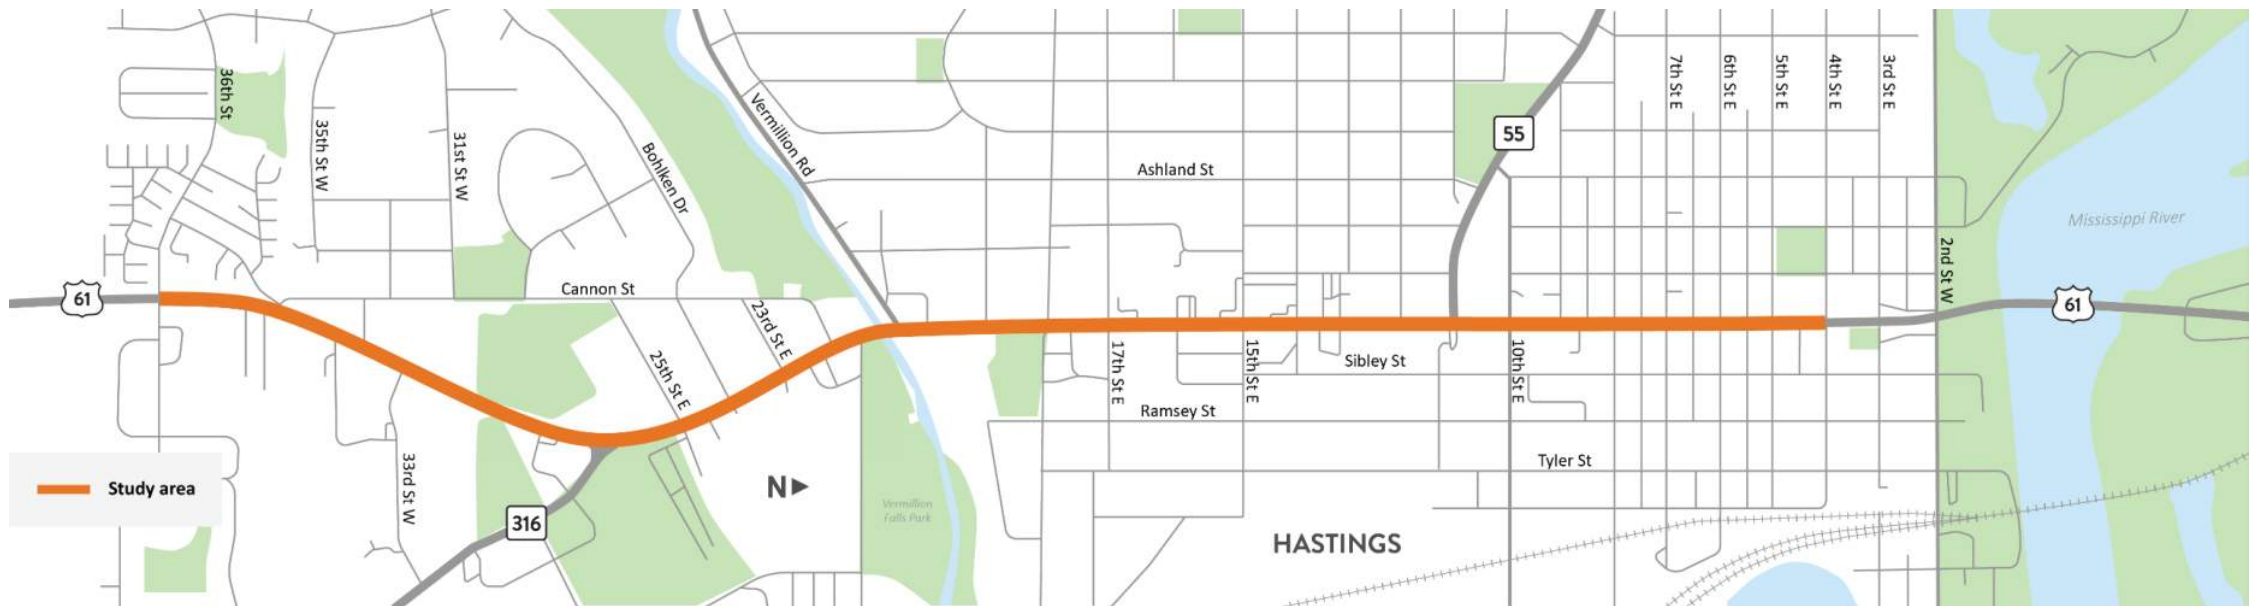 36th St
35th St W
31st St W
Bohlken Dr
Vermillion Rd
Ashland St
55
7th St E
6th St E
5th St E
4th St E
3rd St E
Mississippi River
2nd St W
61
Cannon St
23rd St E
25th St E
61
17th St E
15th St E
Sibley St
10th St E
Ramsey St
33rd St W
Tyler St
Study area
N
316
Vermillion
Falls Park
HASTINGS